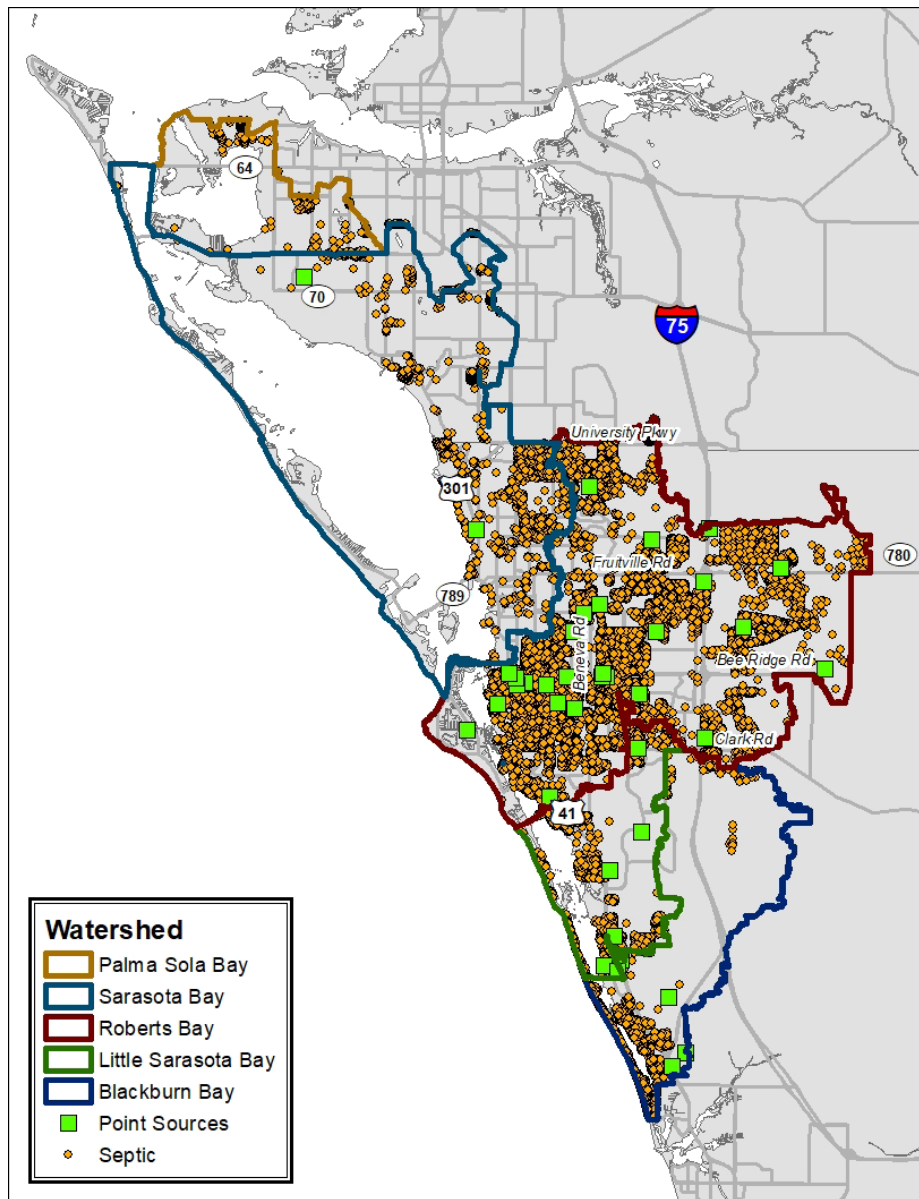 64
70
75
University Pkwy
301
Fruitville Rd
780
789
Beneva Rd
Bee Ridge Rd
Clark Rd
41
Watershed
Palma Sola Bay
Sarasota Bay
Roberts Bay
Little Sarasota Bay
Blackburn Bay
Point Sources
Septic